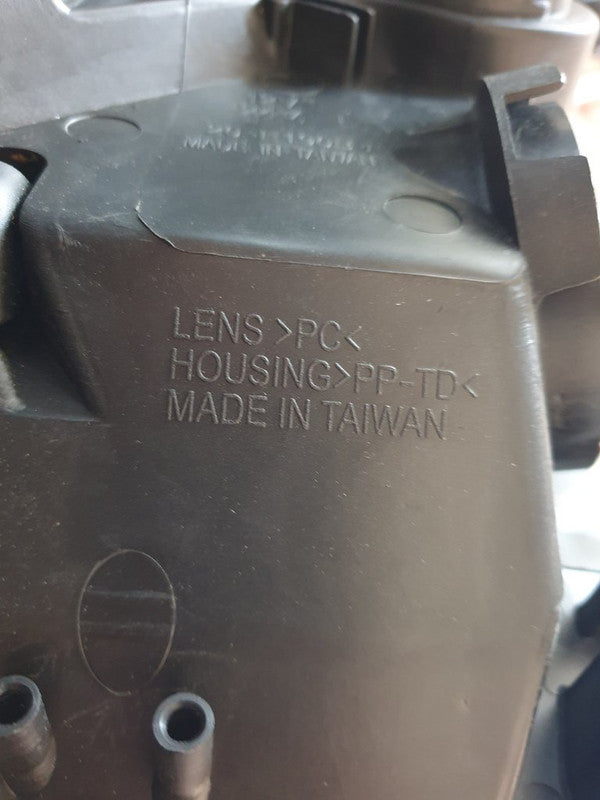 MADE IN TAIWAN
LENS >PC<
HOUSING>PP-TD<
MADE IN TAIWAN